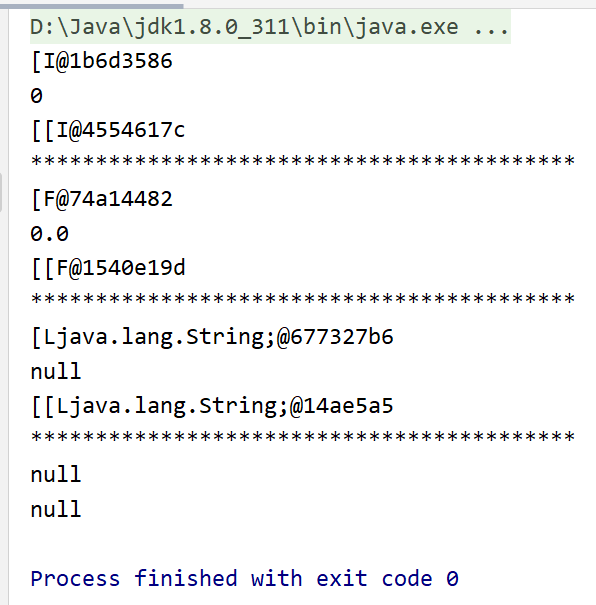 D:\Java\jdk1.8.0_311\bin\java.exe ...
[I@1b6d3586
0
[[I@4554617c
******************************************
[F@74a14482
0.0
[[F@1540e19d
******************************************
[Ljava.lang.String;@677327b6
null
[[Ljava.lang.String;@14ae5a5
******************************************
null
null
Process finished with exit code 0